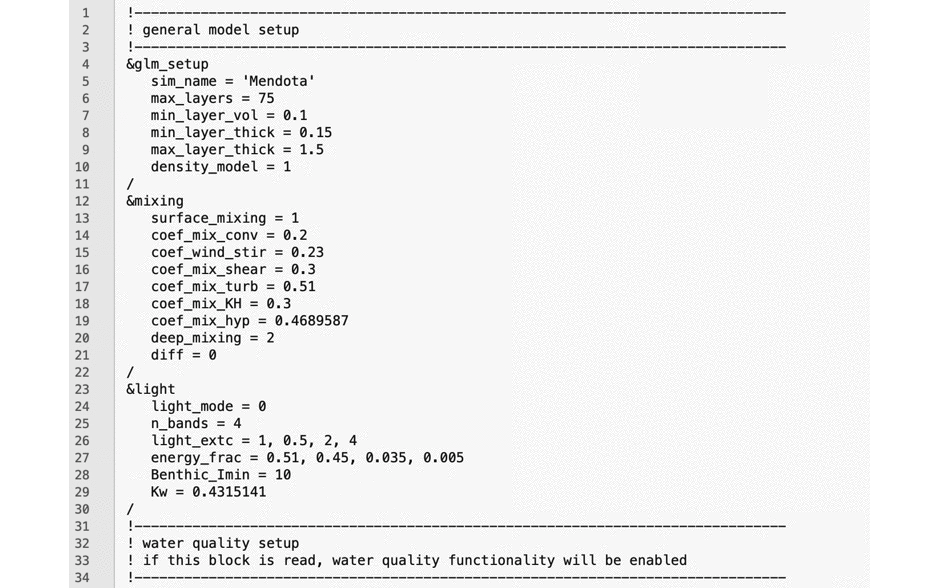 1 !-------------------------------------------------------------------------------
2 ! general model setup
3 !-------------------------------------------------------------------------------
4 &glm_setup
5    sim_name = 'Mendota'
6    max_layers = 75
7    min_layer_vol = 0.1
8    min_layer_thick = 0.15
9    max_layer_thick = 1.5
10    density_model = 1
11 /
12 &mixing
13    surface_mixing = 1
14    coef_mix_conv = 0.2
15    coef_wind_stir = 0.23
16    coef_mix_shear = 0.3
17    coef_mix_turb = 0.51
18    coef_mix_KH = 0.3
19    coef_mix_hyp = 0.4689587
20    deep_mixing = 2
21    diff = 0
22 /
23 &light
24    light_mode = 0
25    n_bands = 4
26    light_extc = 1, 0.5, 2, 4
27    energy_frac = 0.51, 0.45, 0.035, 0.005
28    Benthic_Imin = 10
29    Kw = 0.4315141
30 /
31 !-------------------------------------------------------------------------------
32 ! water quality setup
33 ! if this block is read, water quality functionality will be enabled
34 !-------------------------------------------------------------------------------